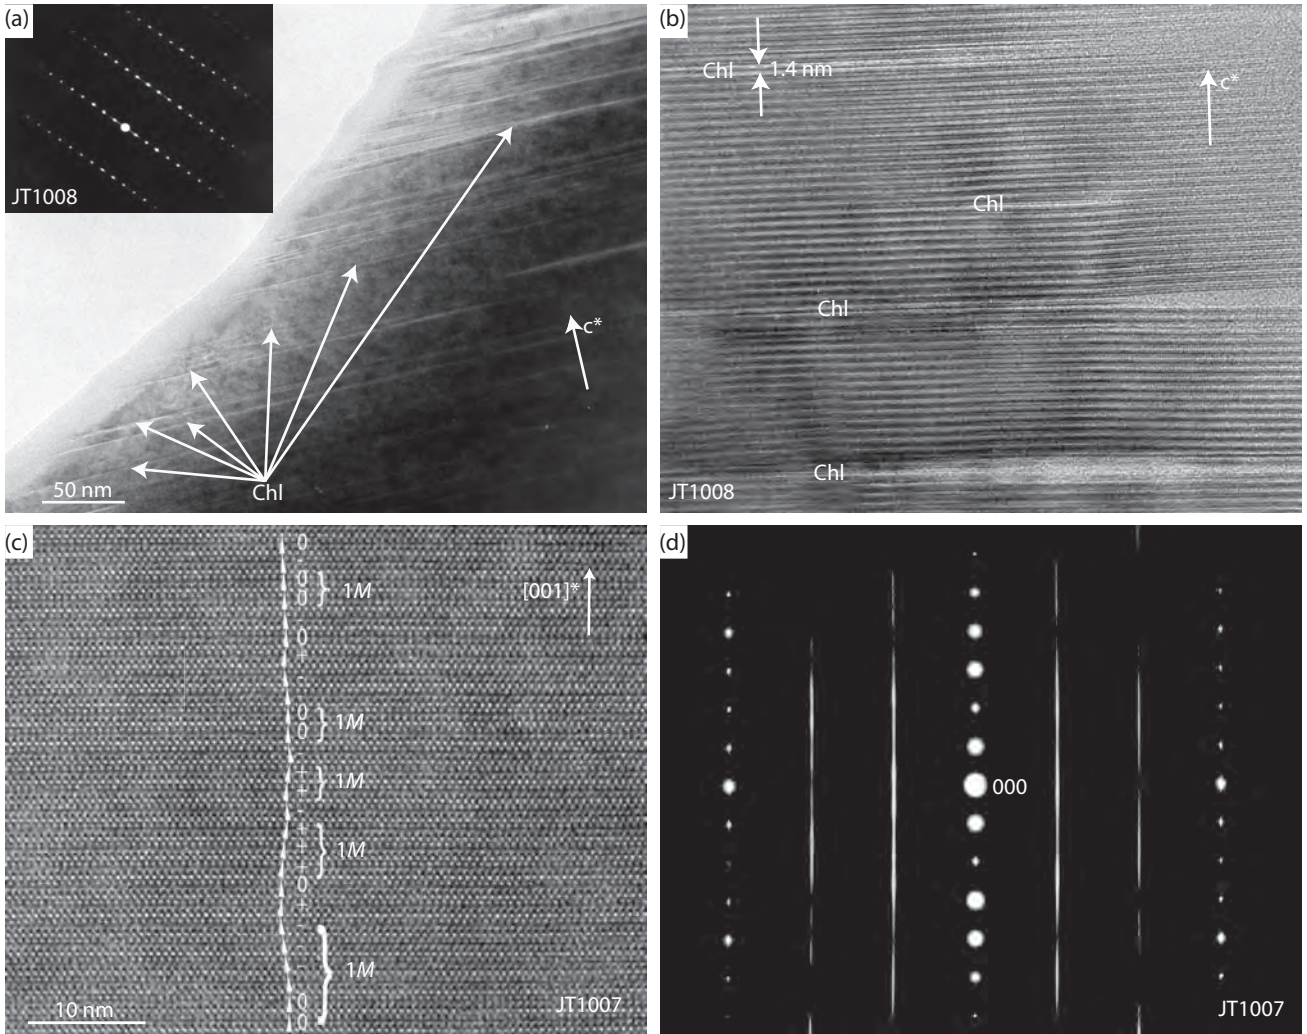 (a)
JT1008
c*
Chl
50 nm
(b)
Chl
1.4 nm
c*
Chl
Chl
Chl
JT1008
(c)
0
-
0
0 } 1M
-
0
+
-
0
0 } 1M
-
+
+ } 1M
-
+
+
+ } 1M
0
+
-
-
-
-
0
0 } 1M
[001]*
10 nm
JT1007
(d)
000
JT1007